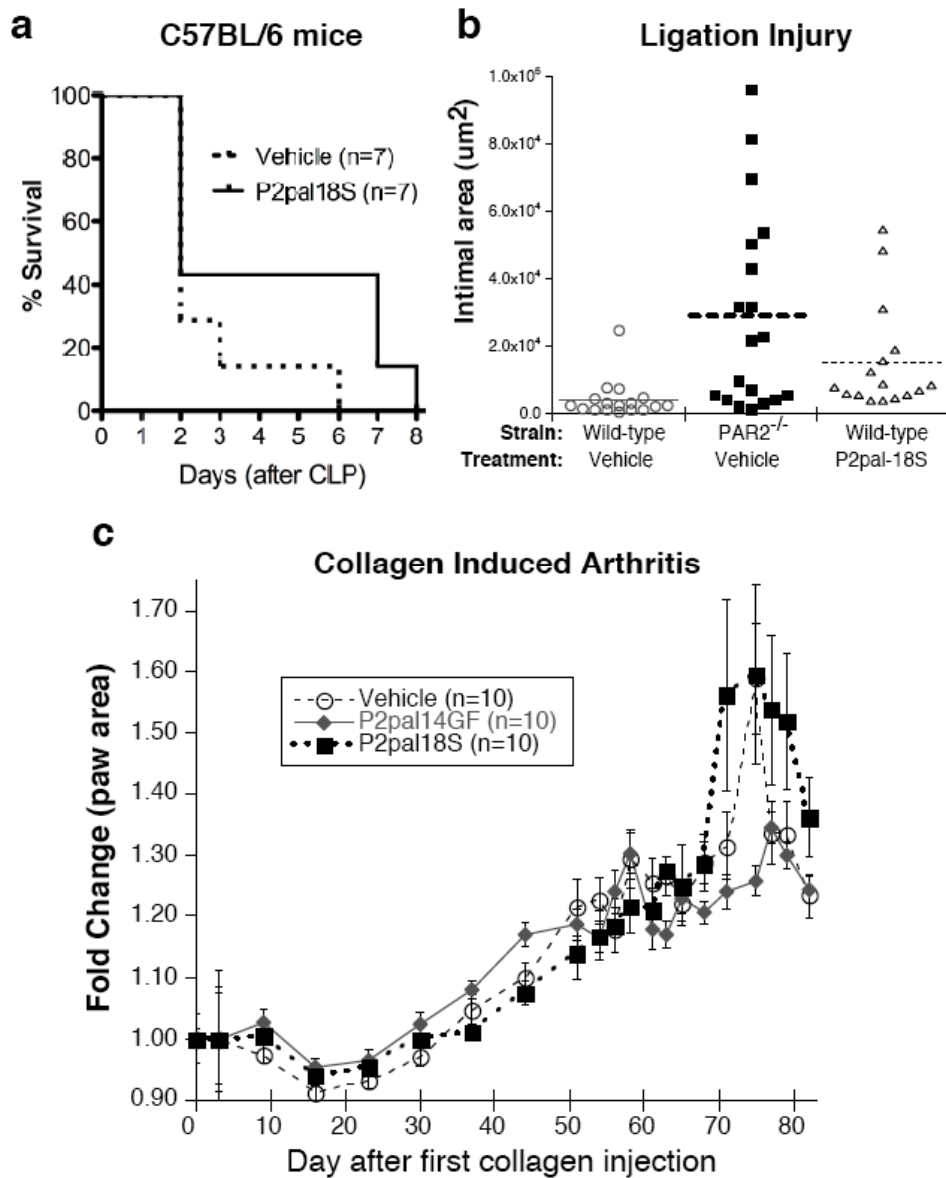 a
C57BL/6 mice
% Survival
100
80
60
40
20
0
Vehicle (n=7)
P2pal18S (n=7)
0 1 2 3 4 5 6 7 8
Days (after CLP)
b
Ligation Injury
Intimal area (um2)
1.0x10⁵
8.0x10⁴
6.0x10⁴
4.0x10⁴
2.0x10⁴
0.0
Strain: Wild-type PAR2-/- Wild-type
Treatment: Vehicle Vehicle P2pal-18S
c
Collagen Induced Arthritis
Fold Change (paw area)
1.70
1.60
1.50
1.40
1.30
1.20
1.10
1.00
0.90
Vehicle (n=10)
P2pal14GF (n=10)
P2pal18S (n=10)
0 10 20 30 40 50 60 70 80
Day after first collagen injection